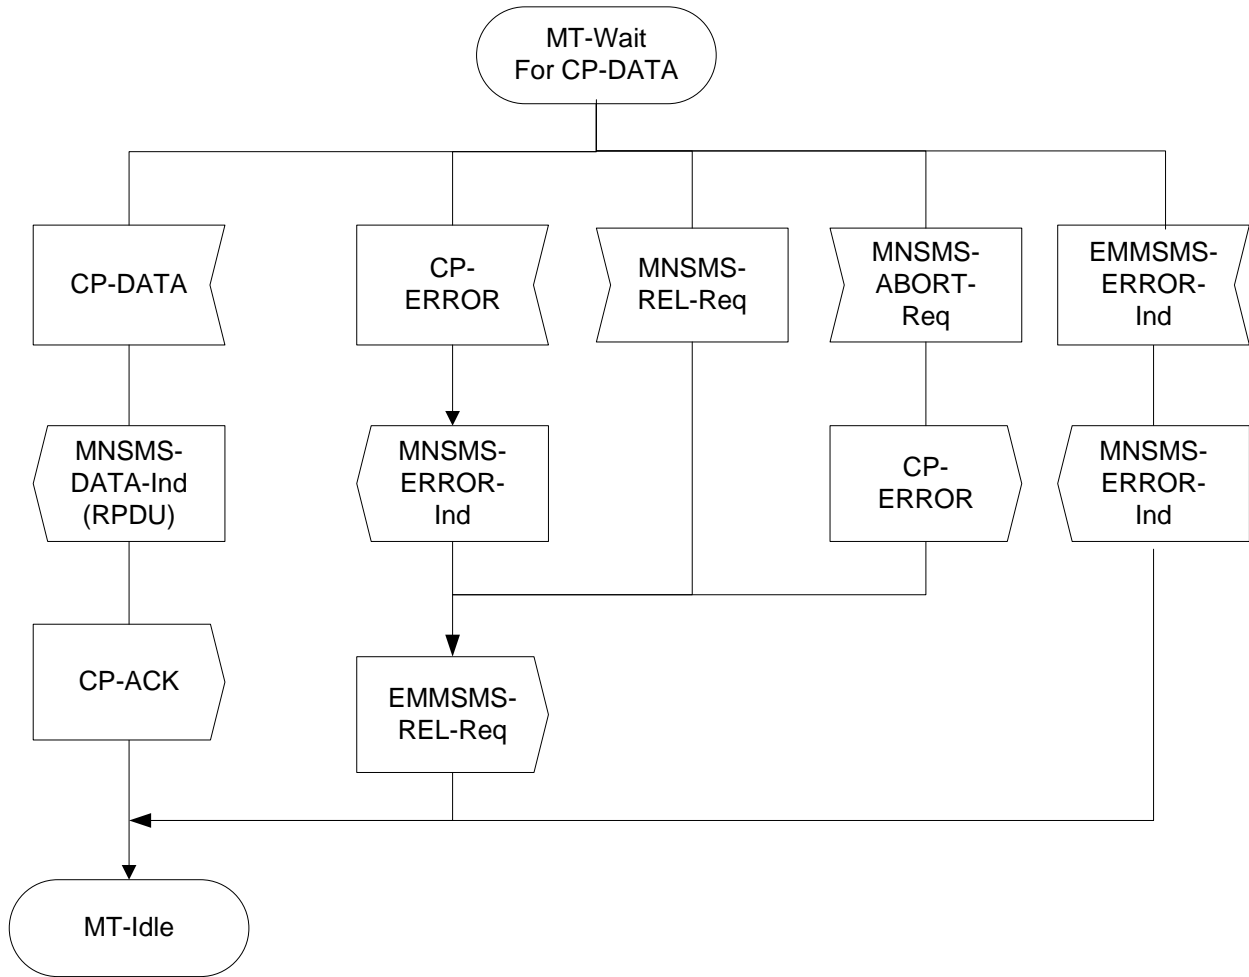 MT-Wait
For CP-DATA
CP-DATA
CP-
ERROR
MNSMS-
REL-Req
MNSMS-
ABORT-
Req
EMMSMS-
ERROR-
Ind
MNSMS-
DATA-Ind
(RPDU)
MNSMS-
ERROR-
Ind
CP-
ERROR
MNSMS-
ERROR-
Ind
CP-ACK
EMMSMS-
REL-Req
MT-Idle